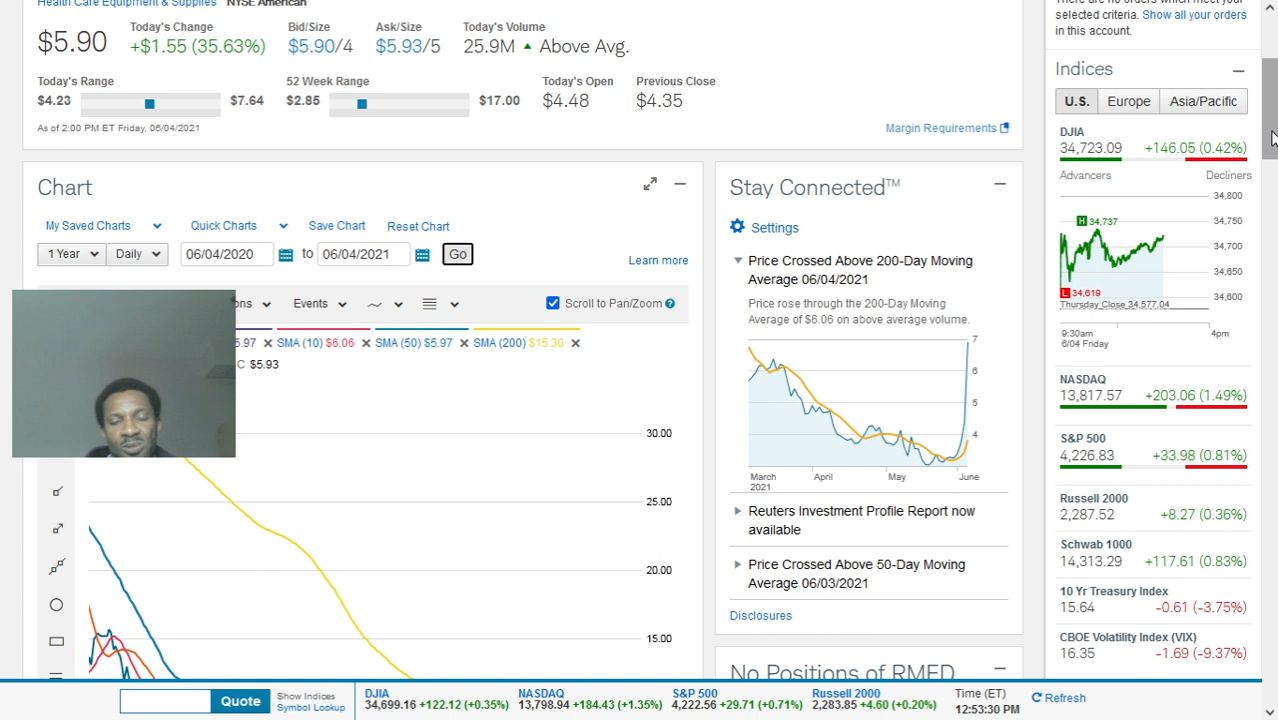 Health Care Equipment & Supplies NYSE American
$5.90
Today's Change
+$1.55 (35.63%)
Bid/Size
$5.90/4
Ask/Size
$5.93/5
Today's Volume
25.9M Above Avg.
Today's Range
$4.23 $7.64
52 Week Range
$2.85 $17.00
Today's Open
$4.48
Previous Close
$4.35
As of 2:00 PM ET Friday, 06/04/2021
Margin Requirements
Chart
My Saved Charts Quick Charts Save Chart Reset Chart
1 Year Daily 06/04/2020 to 06/04/2021 Go
Learn more
ons Events Scroll to Pan/Zoom
5.97 SMA (10) $6.06 SMA (50) $5.97 SMA (200) $15.30
C $5.93
30.00
25.00
20.00
15.00
Stay Connected™
Settings
Price Crossed Above 200-Day Moving
Average 06/04/2021
Price rose through the 200-Day Moving
Average of $6.06 on above average volume.
7
6
5
4
March April May June
2021
Reuters Investment Profile Report now
available
Price Crossed Above 50-Day Moving
Average 06/03/2021
Disclosures
No Positions of RMED
There are no orders which meet your
selected criteria. Show all your orders
in this account.
Indices
U.S. Europe Asia/Pacific
DJIA
34,723.09 +146.05 (0.42%)
Advancers Decliners
34,800
H 34,737
34,750
34,700
34,650
L 34,619
34,600
Thursday Close 34,577.04
9:30am 4pm
6/04 Friday
NASDAQ
13,817.57 +203.06 (1.49%)
S&P 500
4,226.83 +33.98 (0.81%)
Russell 2000
2,287.52 +8.27 (0.36%)
Schwab 1000
14,313.29 +117.61 (0.83%)
10 Yr Treasury Index
15.64 -0.61 (-3.75%)
CBOE Volatility Index (VIX)
16.35 -1.69 (-9.37%)
Quote
Show Indices
Symbol Lookup
DJIA
34,699.16 +122.12 (+0.35%)
NASDAQ
13,798.94 +184.43 (+1.35%)
S&P 500
4,222.56 +29.71 (+0.71%)
Russell 2000
2,283.85 +4.60 (+0.20%)
Time (ET)
12:53:30 PM
Refresh